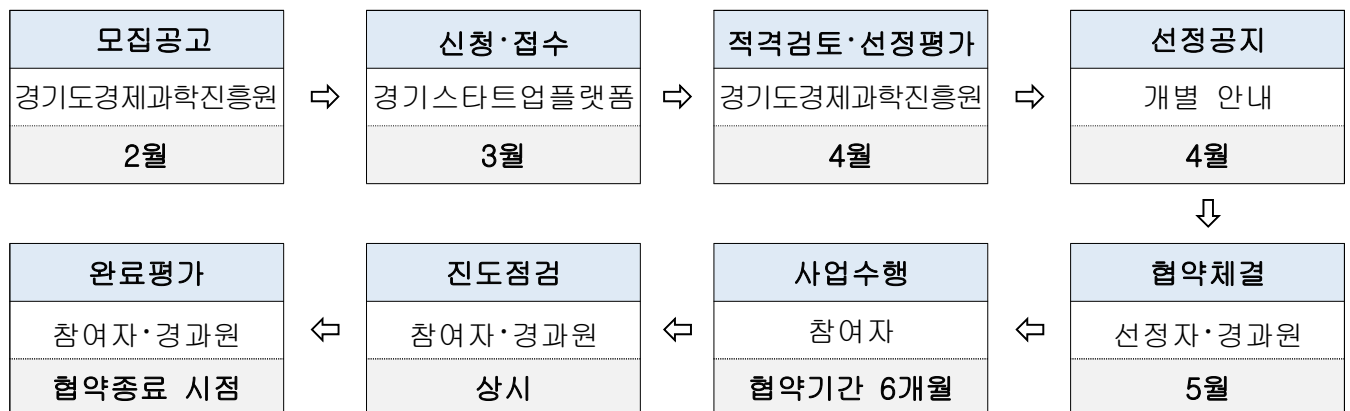 모집공고
경기도경제과학진흥원
2월
신청·접수
경기스타트업플랫폼
3월
적격검토·선정평가
경기도경제과학진흥원
4월
선정공지
개별 안내
4월
협약체결
선정자·경과원
5월
사업수행
참여자
협약기간 6개월
진도점검
참여자·경과원
상시
완료평가
참여자·경과원
협약종료 시점